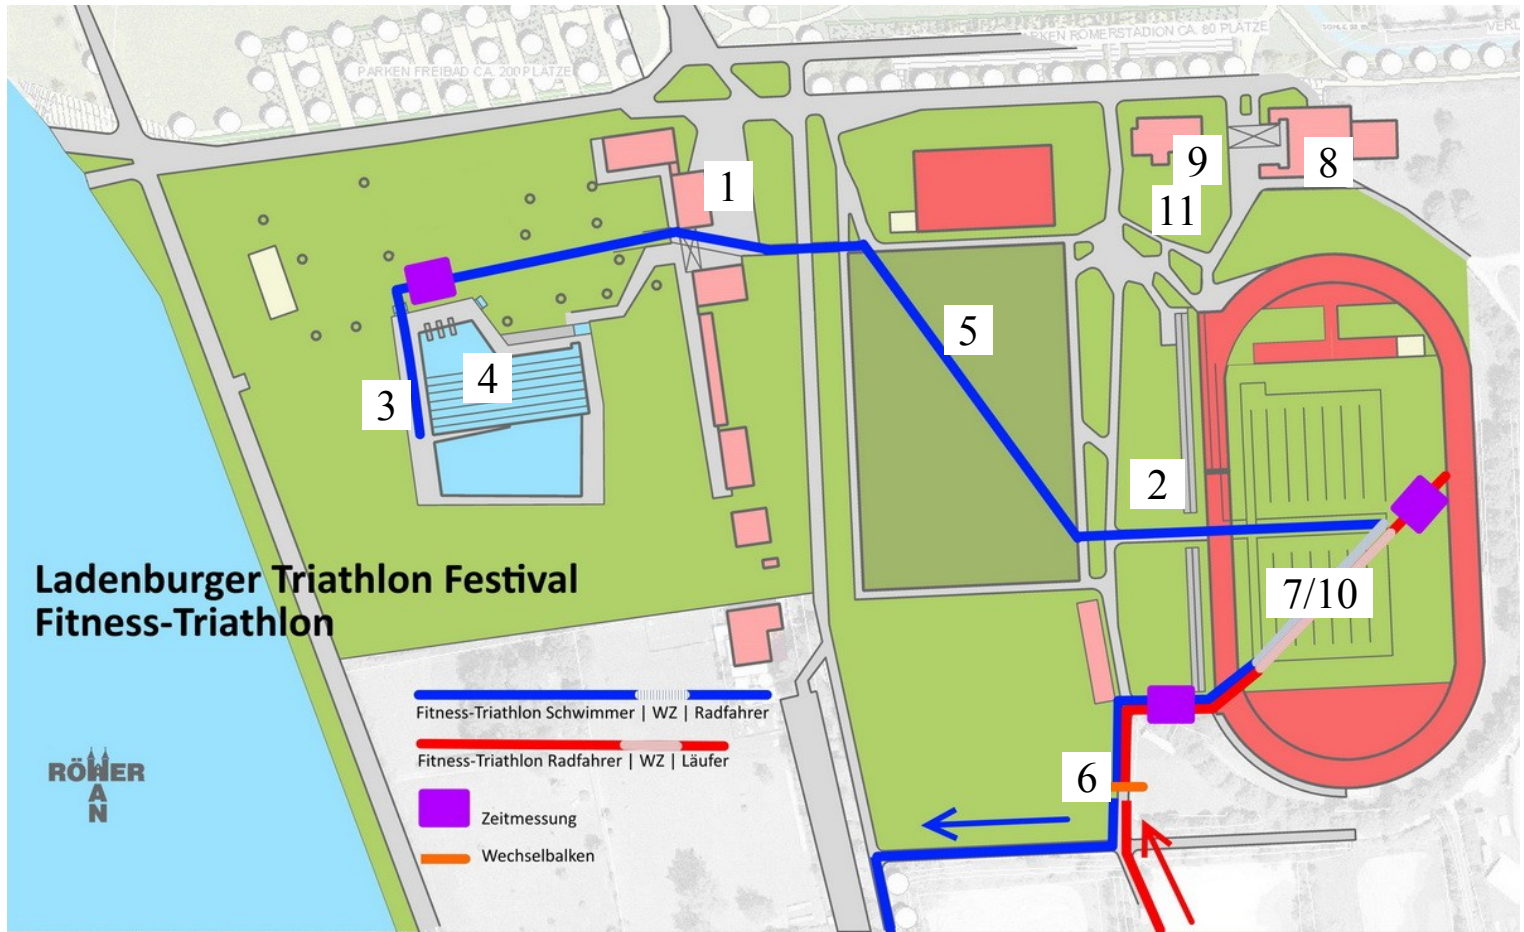 PARKEN FREIBAD CA. 200 PLÄTZE
PARKEN RÖMERSTADION CA. 80 PLÄTZE
1
9
8
11
5
4
3
2
7/10
6
Ladenburger Triathlon Festival
Fitness-Triathlon
Fitness-Triathlon Schwimmer | WZ | Radfahrer
Fitness-Triathlon Radfahrer | WZ | Läufer
Zeitmessung
Wechselbalken
RÖMER
MAN